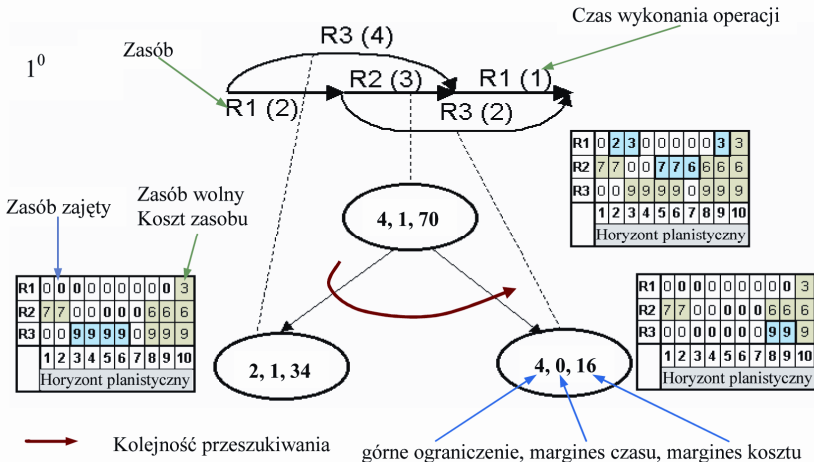 Czas wykonania operacji
R3 (4)
Zasób
1⁰
R2 (3)
R1 (1)
R1 (2)
R3 (2)
R1 0 2 3 0 0 0 0 0 3 3
R2 7 7 0 0 7 7 6 6 6 6
R3 0 0 9 9 9 9 0 9 9 9
1 2 3 4 5 6 7 8 9 10
Horyzont planistyczny
Zasób zajęty
Zasób wolny
Koszt zasobu
4, 1, 70
R1 0 0 0 0 0 0 0 0 0 3
R2 7 7 0 0 0 0 0 6 6 6
R3 0 0 9 9 9 9 0 9 9 9
1 2 3 4 5 6 7 8 9 10
Horyzont planistyczny
R1 0 0 0 0 0 0 0 0 0 3
R2 7 7 0 0 0 0 0 6 6 6
R3 0 0 0 0 0 0 0 9 9 9
1 2 3 4 5 6 7 8 9 10
Horyzont planistyczny
2, 1, 34
4, 0, 16
Kolejność przeszukiwania
górne ograniczenie, margines czasu, margines kosztu